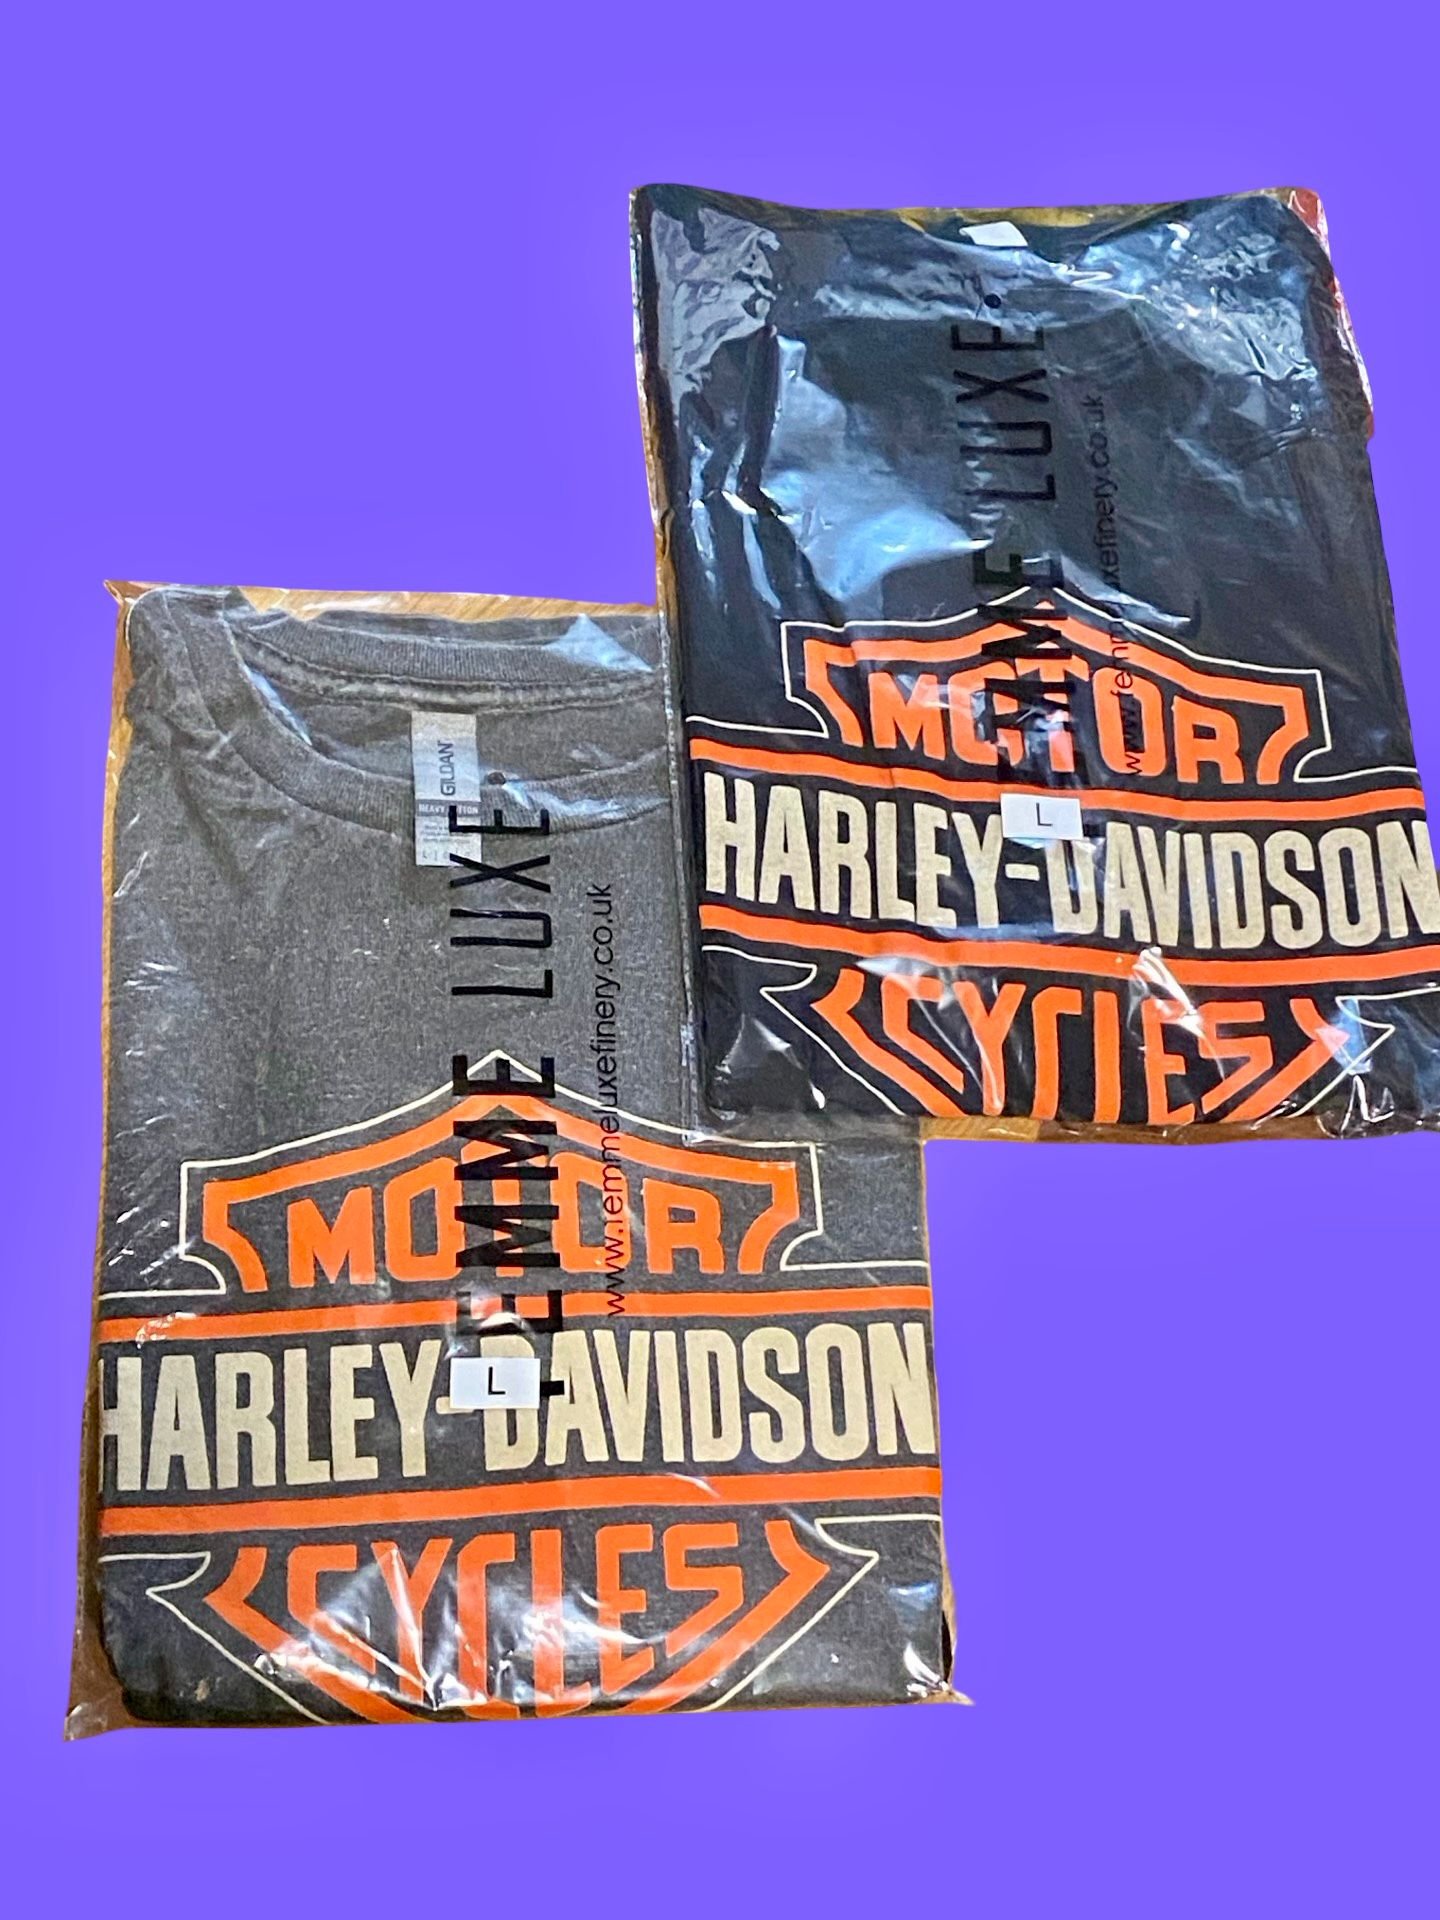 FEMME LUXE.
www.femmeluxefinery.co.uk
MOTOR
L
HARLEY-DAVIDSON
CYCLES
GILDAN
HEAVY COTTON
FEMME LUXE.
www.femmeluxefinery.co.uk
MOTOR
HARLEY-DAVIDSON
L
CYCLES